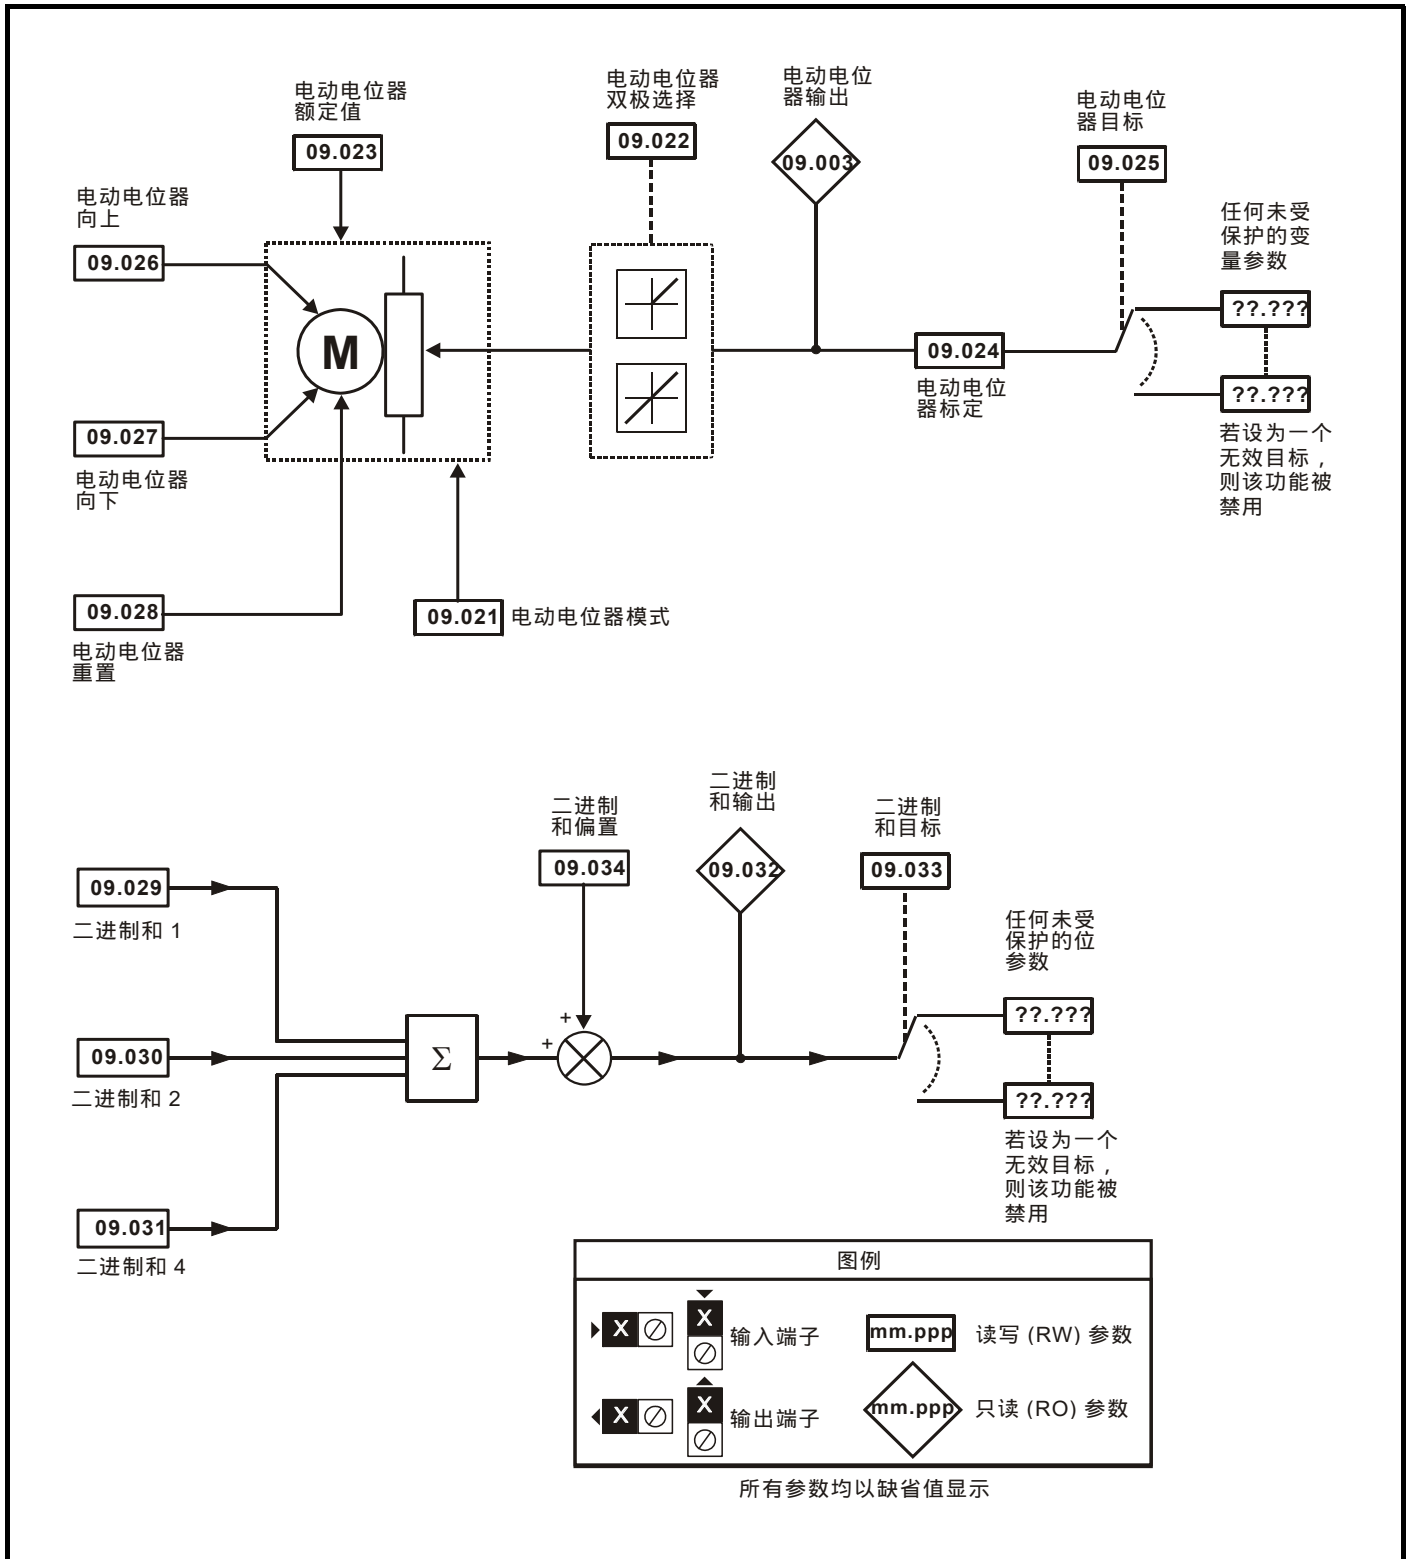 电动电位器
额定值
09.023
电动电位器
双极选择
09.022
电动电位
器输出
09.003
电动电位
器目标
09.025
电动电位器
向上
09.026
任何未受
保护的变
量参数
??.???
M
09.024
电动电位
器标定
??.???
若设为一个
无效目标，
则该功能被
禁用
09.027
电动电位器
向下
09.028
电动电位器
重置
09.021 电动电位器模式
二进制
和偏置
09.034
二进制
和输出
09.032
二进制
和目标
09.033
09.029
二进制和 1
任何未受
保护的位
参数
??.???
+
+
Σ
09.030
二进制和 2
??.???
若设为一个
无效目标，
则该功能被
禁用
09.031
二进制和 4
图例
X
X
输入端子
mm.ppp 读写 (RW) 参数
X
X
输出端子
mm.ppp 只读 (RO) 参数
所有参数均以缺省值显示